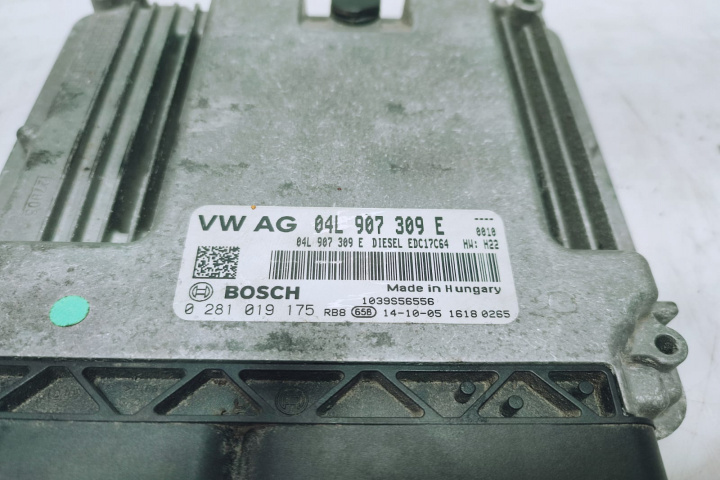 VW AG 04L 907 309 E ----
04L 907 309 E DIESEL EDC17C64 HW: H22
0010
BOSCH Made in Hungary
1039S56556
0 281 019 175 RB8 658 14-10-05 1618 0265